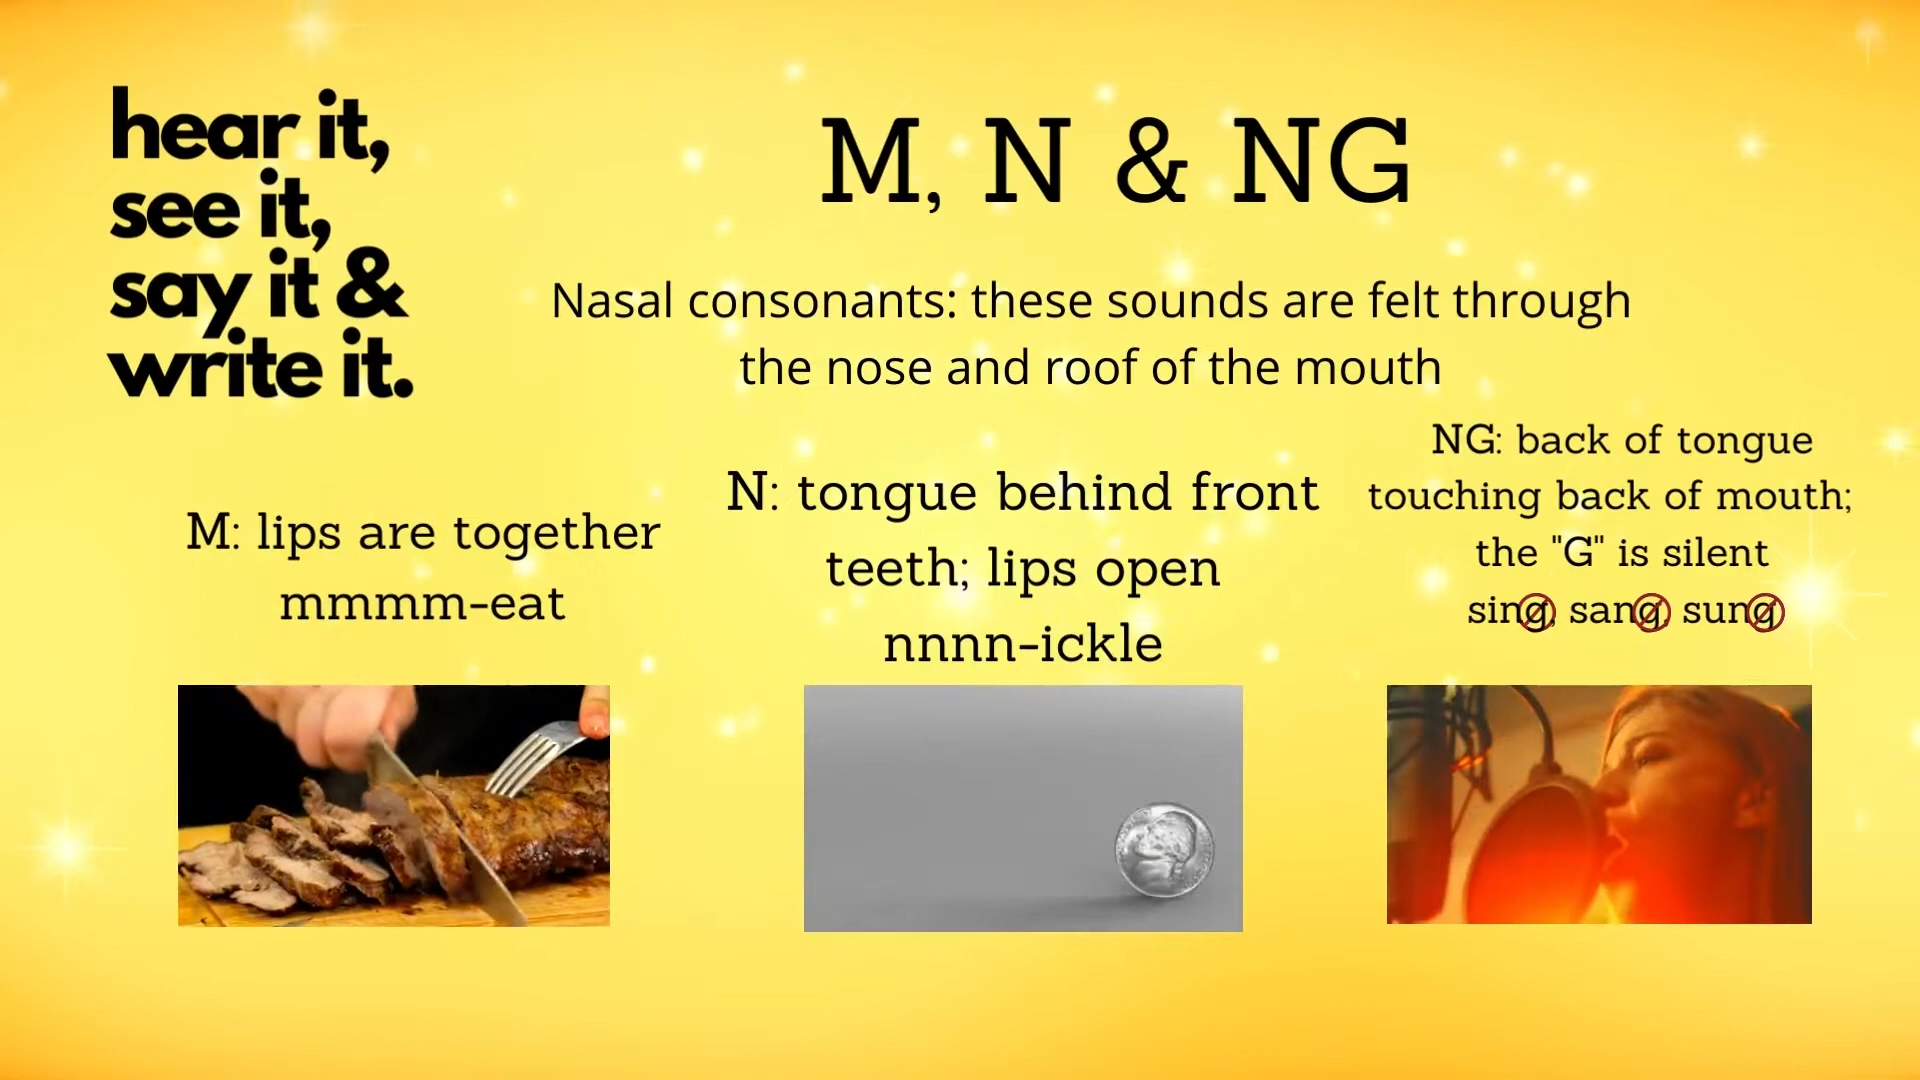 hear it,
see it,
say it &
write it.
M, N & NG
Nasal consonants: these sounds are felt through
the nose and roof of the mouth
M: lips are together
mmmm-eat
N: tongue behind front
teeth; lips open
nnnn-ickle
NG: back of tongue
touching back of mouth;
the "G" is silent
sing, sang, sung